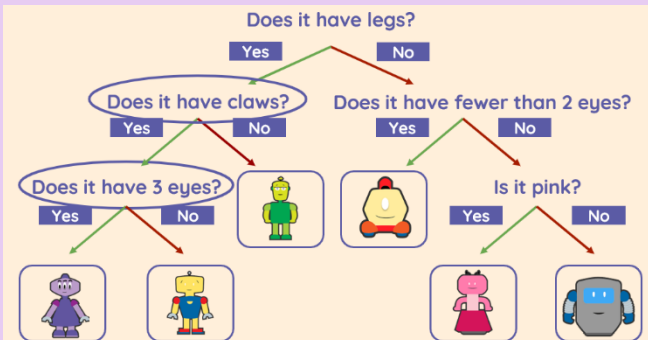 Does it have legs?
Yes No
Does it have claws? Does it have fewer than 2 eyes?
Yes No Yes No
Does it have 3 eyes? Is it pink?
Yes No Yes No